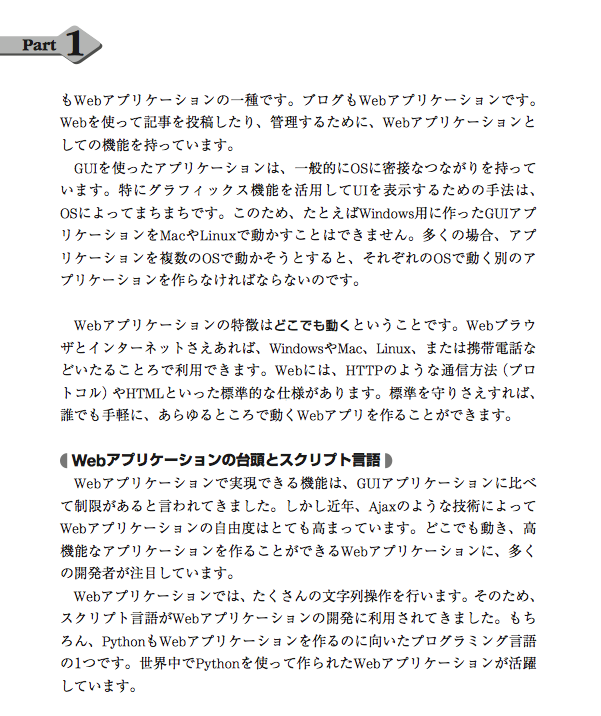 Part 1
もWebアプリケーションの一種です。ブログもWebアプリケーションです。
Webを使って記事を投稿したり、管理するために、Webアプリケーションと
しての機能を持っています。
GUIを使ったアプリケーションは、一般的にOSに密接なつながりを持って
います。特にグラフィックス機能を活用してUIを表示するための手法は、
OSによってまちまちです。このため、たとえばWindows用に作ったGUIアプ
リケーションをMacやLinuxで動かすことはできません。多くの場合、アプ
リケーションを複数のOSで動かそうとすると、それぞれのOSで動く別のア
プリケーションを作らなければならないのです。
Webアプリケーションの特徴はどこでも動くということです。Webブラウ
ザとインターネットさえあれば、WindowsやMac、Linux、または携帯電話な
どいたることろで利用できます。Webには、HTTPのような通信方法（プロ
トコル）やHTMLといった標準的な仕様があります。標準を守りさえすれば、
誰でも手軽に、あらゆるところで動くWebアプリを作ることができます。
Webアプリケーションの台頭とスクリプト言語
Webアプリケーションで実現できる機能は、GUIアプリケーションに比べ
て制限があると言われてきました。しかし近年、Ajaxのような技術によって
Webアプリケーションの自由度はとても高まっています。どこでも動き、高
機能なアプリケーションを作ることができるWebアプリケーションに、多く
の開発者が注目しています。
Webアプリケーションでは、たくさんの文字列操作を行います。そのため、
スクリプト言語がWebアプリケーションの開発に利用されてきました。もち
ろん、PythonもWebアプリケーションを作るのに向いたプログラミング言語
の1つです。世界中でPythonを使って作られたWebアプリケーションが活躍
しています。